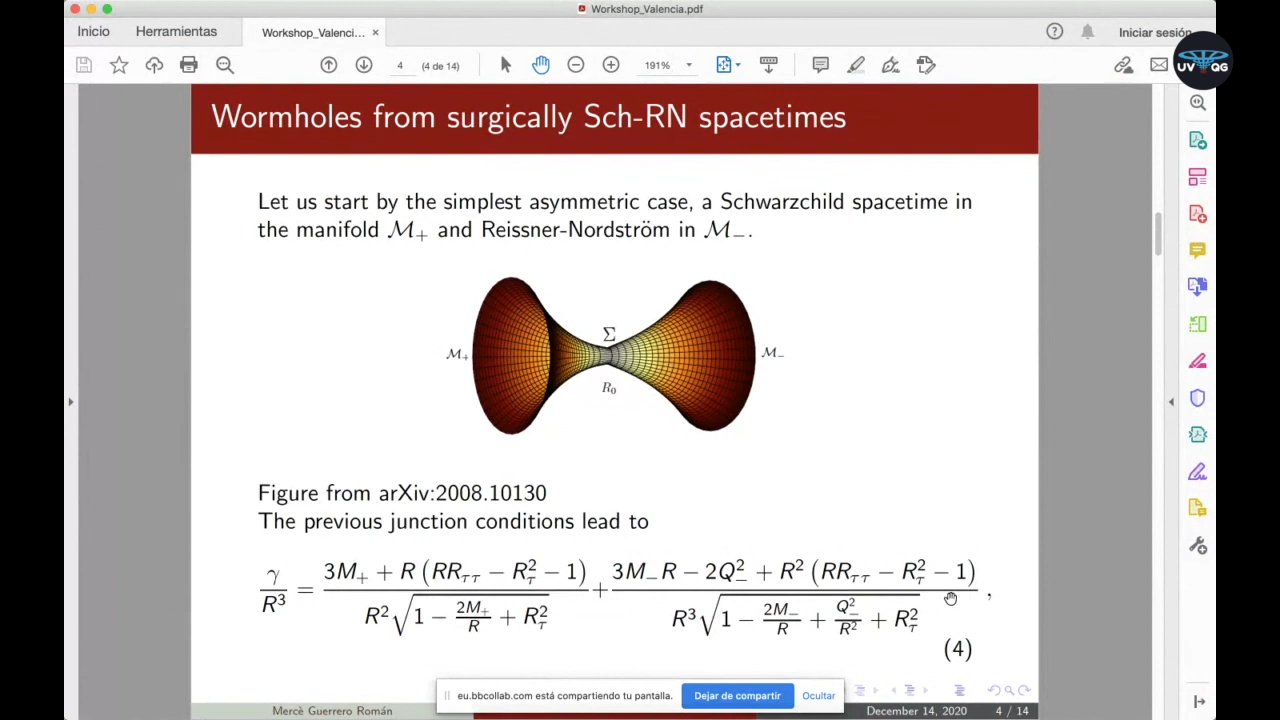 Workshop_Valencia.pdf
Inicio
Herramientas
Workshop_Valenci...
Iniciar sesión
4
(4 de 14)
191%
UV QG
Wormholes from surgically Sch-RN spacetimes
Let us start by the simplest asymmetric case, a Schwarzchild spacetime in
the manifold ℳ₊ and Reissner-Nordström in ℳ₋.
ℳ₊
Σ
R₀
ℳ₋
Figure from arXiv:2008.10130
The previous junction conditions lead to
γ/R³ = (3M₊ + R (RR_ττ − R_τ² − 1))/(R² √(1 − 2M₊/R + R_τ²)) + (3M₋R − 2Q₋² + R² (RR_ττ − R_τ² − 1))/(R³ √(1 − 2M₋/R + Q₋²/R² + R_τ²)) ,
(4)
eu.bbcollab.com está compartiendo tu pantalla.
Dejar de compartir
Ocultar
Mercè Guerrero Román
December 14, 2020
4 / 14